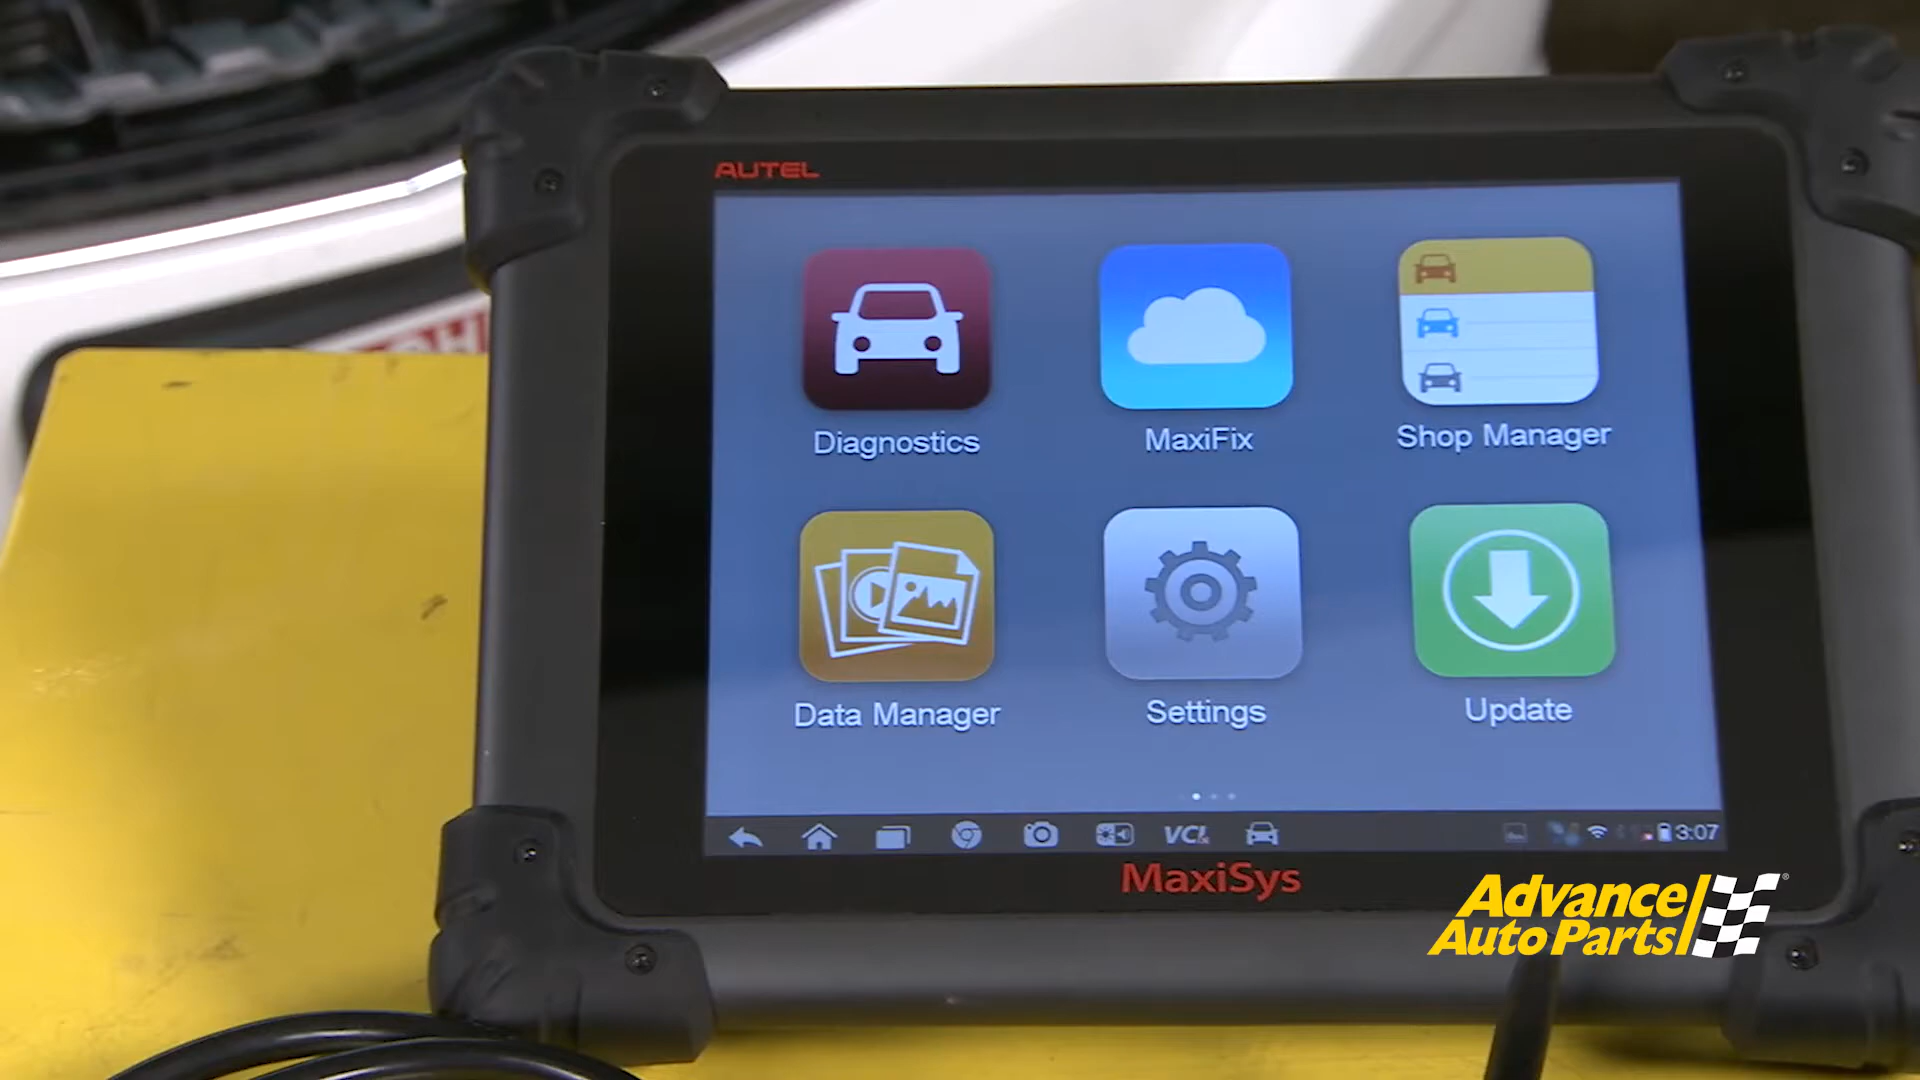 AUTEL
Diagnostics
MaxiFix
Shop Manager
Data Manager
Settings
Update
VCI
3:07
MaxiSys
Advance
Auto Parts